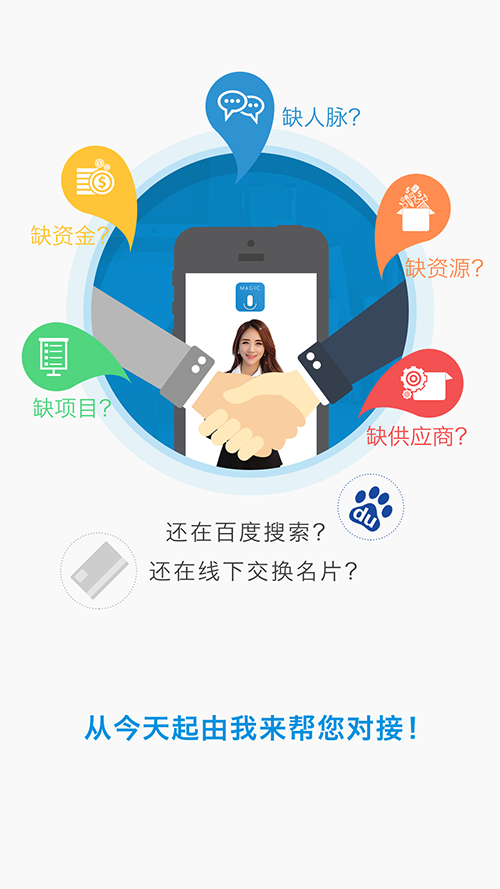 缺人脉?
缺资金?
缺资源?
MAGIC
缺项目?
缺供应商?
du
还在百度搜索?
还在线下交换名片?
从今天起由我来帮您对接!